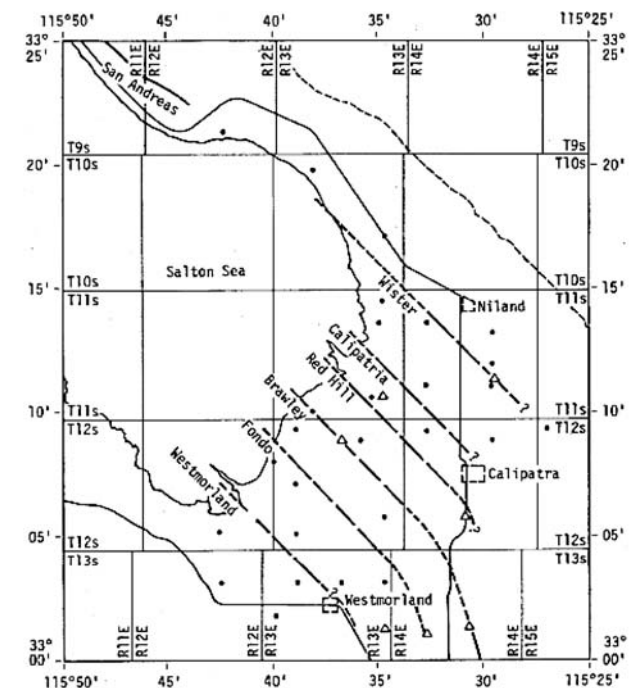 115°50' 45' 40' 35' 30' 115°25'
33°
25'
33°
25'
R11E
R12E
R12E
R13E
R13E
R14E
R14E
R15E
San Andreas
T9s
T10s
T9s
T10s
20'
20'
Salton Sea
Wister
15'
T10s
T11s
T10s
T11s
15'
Niland
Calipatria
Red Hill
Brawley
Fondo
Westmorland
?
10'
T11s
T12s
T11s
T12s
10'
?
Calipatra
?
05'
T12s
T13s
T12s
T13s
05'
?
Westmorland
R11E
R12E
R12E
R13E
R13E
R14E
R14E
R15E
33°
00'
33°
00'
115°50' 45' 40' 35' 30' 115°25'